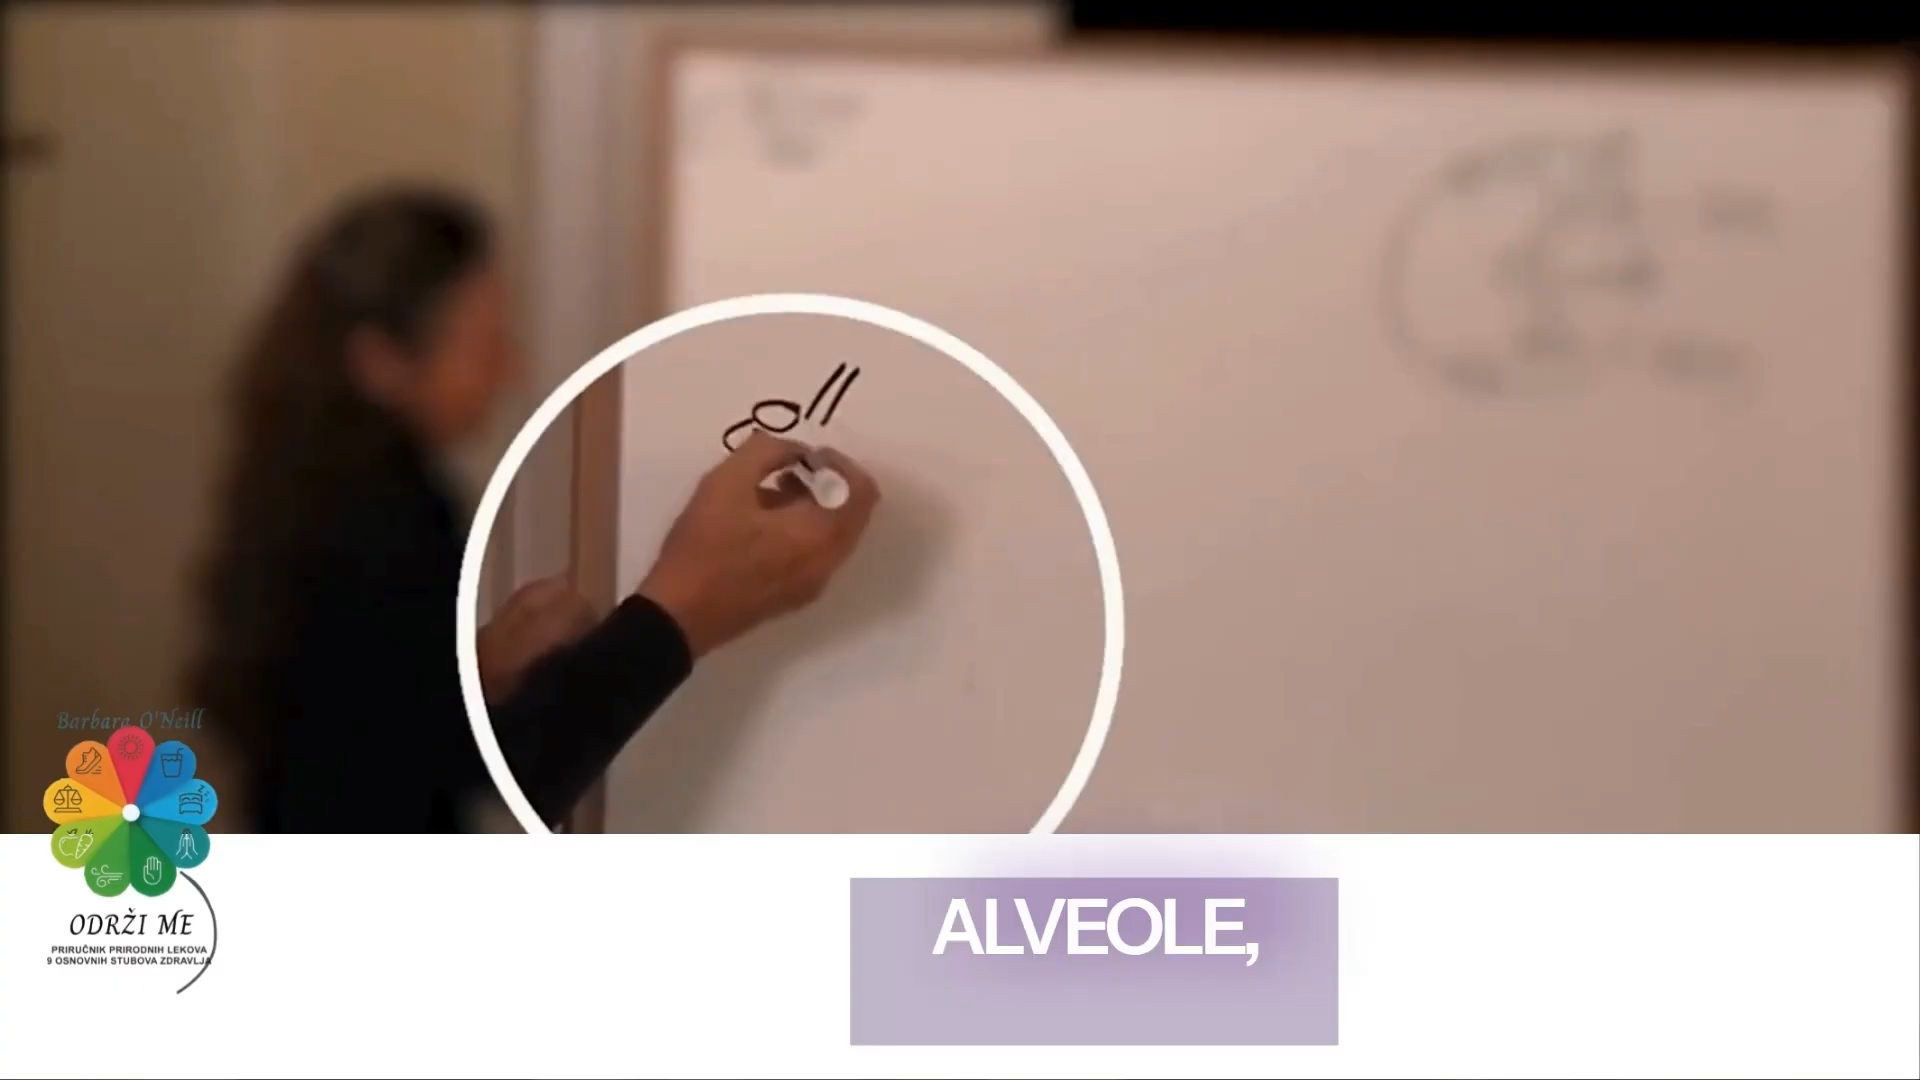 Barbara O'Neill
ODRŽI ME
PRIRUČNIK PRIRODNIH LEKOVA
9 OSNOVNIH STUBOVA ZDRAVLJA
ALVEOLE,